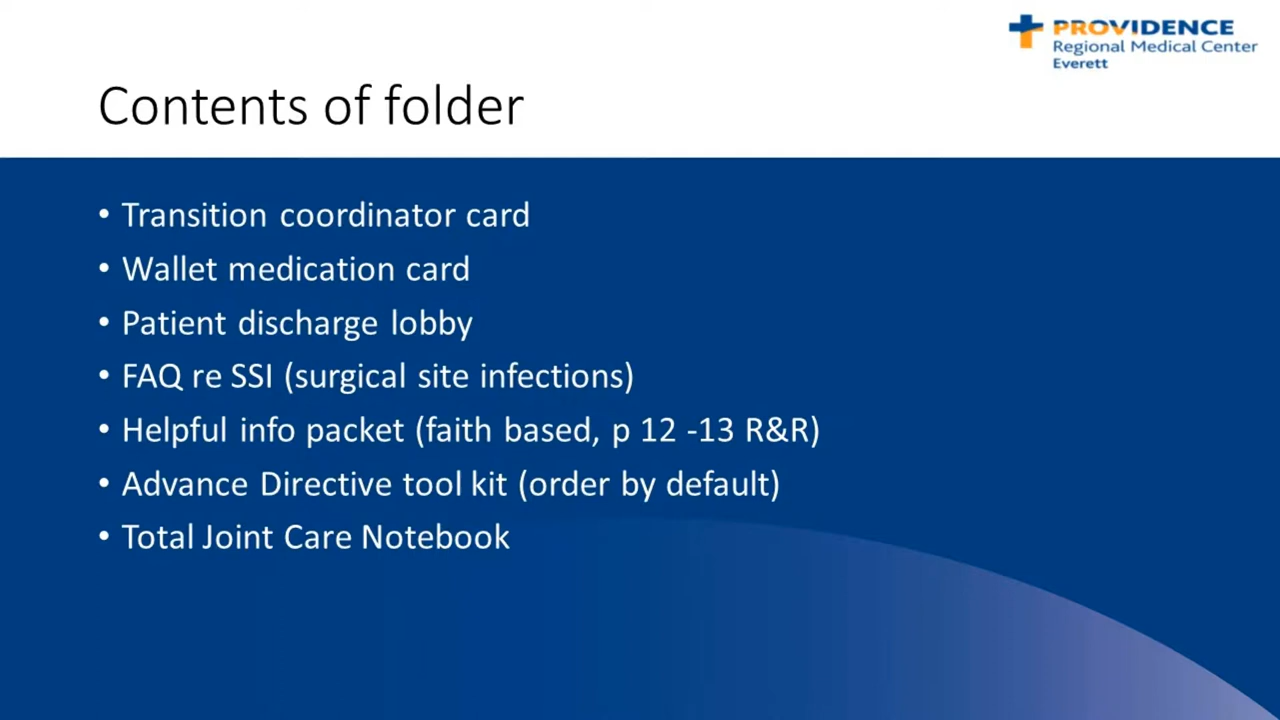 PROVIDENCE
Regional Medical Center
Everett
Contents of folder
• Transition coordinator card
• Wallet medication card
• Patient discharge lobby
• FAQ re SSI (surgical site infections)
• Helpful info packet (faith based, p 12 -13 R&R)
• Advance Directive tool kit (order by default)
• Total Joint Care Notebook